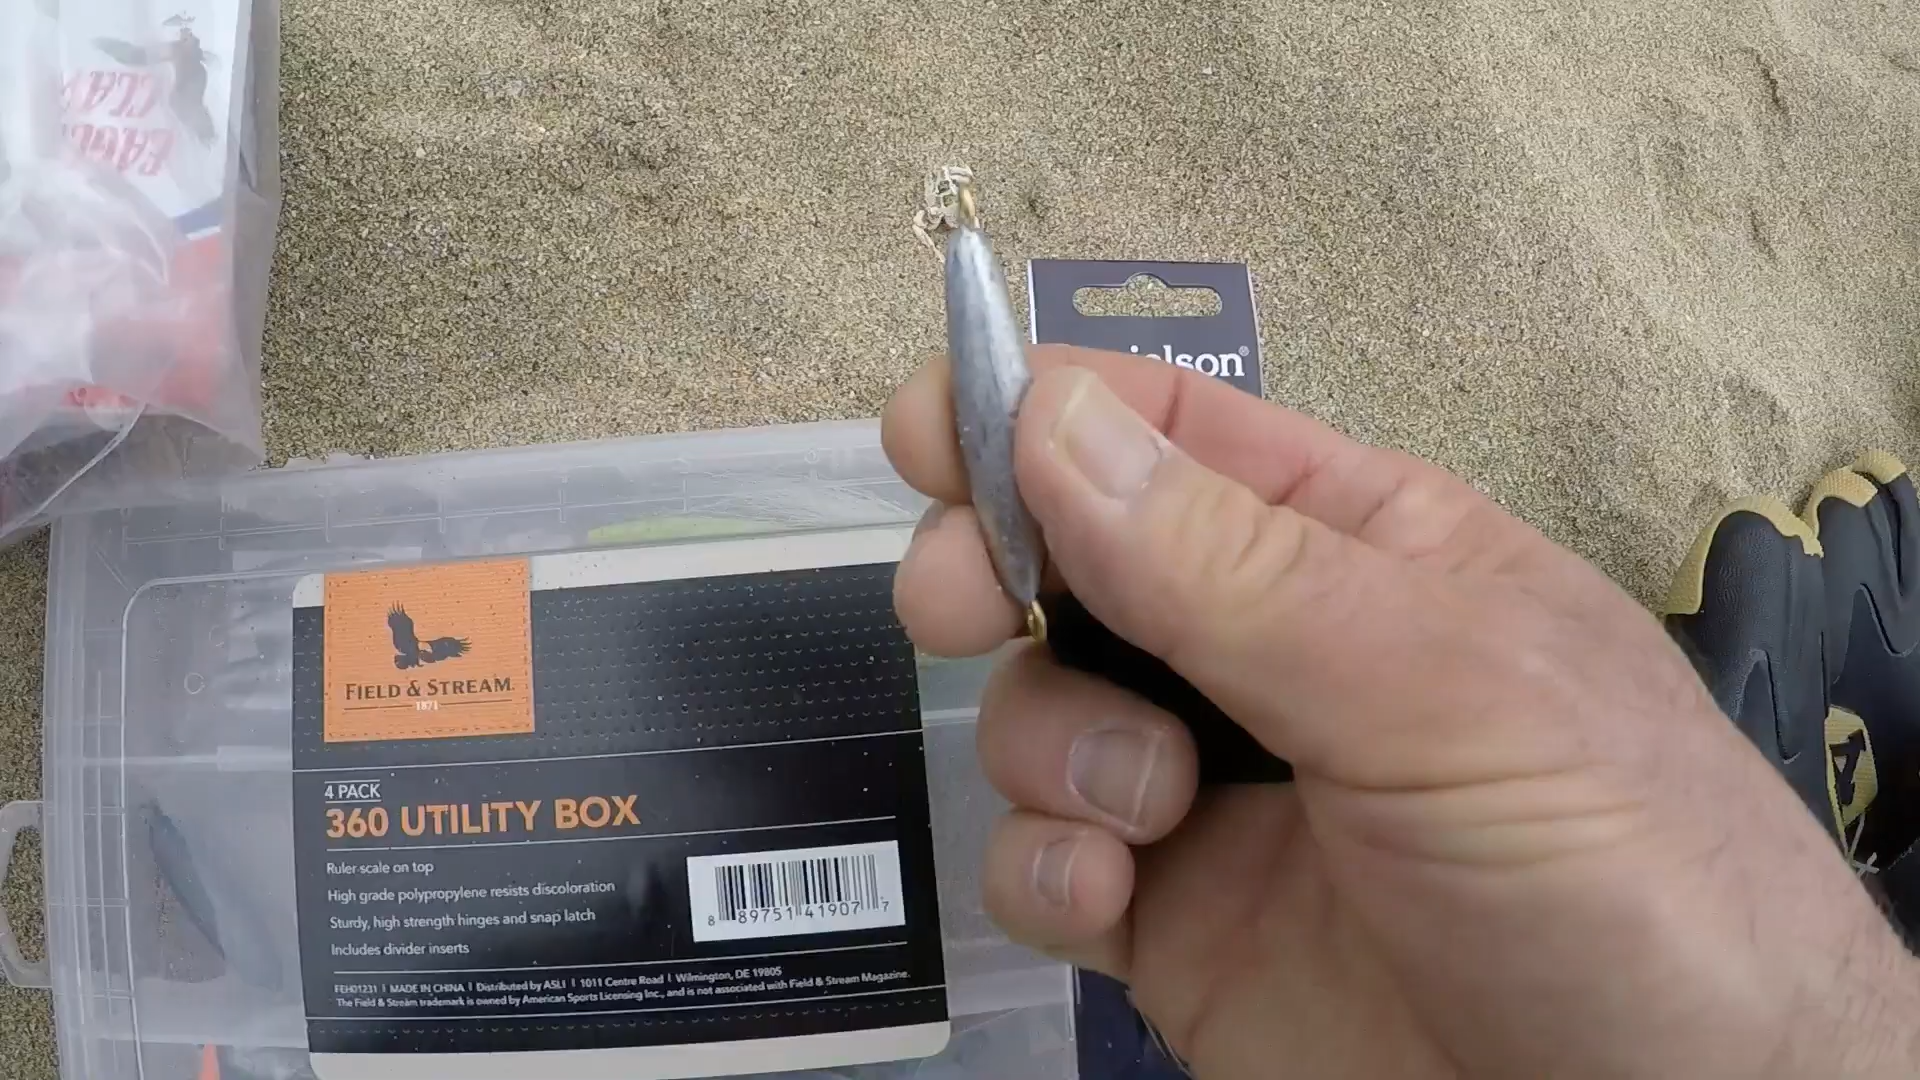 EAGLE
CLAW
FIELD & STREAM
1871
4 PACK
360 UTILITY BOX
Ruler scale on top
High grade polypropylene resists discoloration
Sturdy, high strength hinges and snap latch
Includes divider inserts
8 89751 41907 7
FEH01231 | MADE IN CHINA | Distributed by ASLI | 1011 Centre Road | Wilmington, DE 19805
The Field & Stream trademark is owned by American Sports Licensing Inc., and is not associated with Field & Stream Magazine.
ielson®